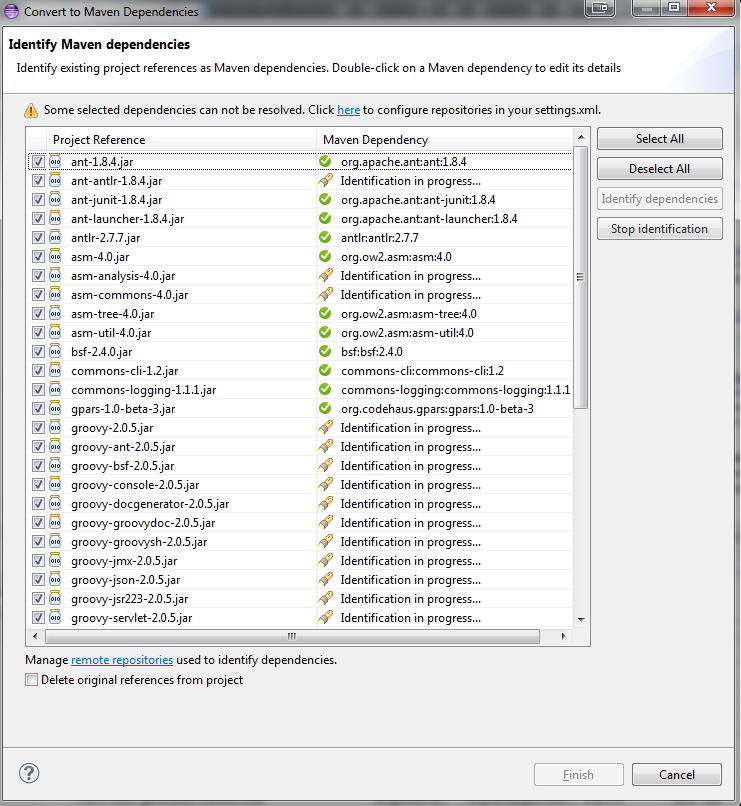 Convert to Maven Dependencies
Identify Maven dependencies
Identify existing project references as Maven dependencies. Double-click on a Maven dependency to edit its details
Some selected dependencies can not be resolved. Click here to configure repositories in your settings.xml.
Project Reference Maven Dependency
Select All
ant-1.8.4.jar org.apache.ant:ant:1.8.4
Deselect All
ant-antlr-1.8.4.jar Identification in progress...
Identify dependencies
ant-junit-1.8.4.jar org.apache.ant:ant-junit:1.8.4
ant-launcher-1.8.4.jar org.apache.ant:ant-launcher:1.8.4
Stop identification
antlr-2.7.7.jar antlr:antlr:2.7.7
asm-4.0.jar org.ow2.asm:asm:4.0
asm-analysis-4.0.jar Identification in progress...
asm-commons-4.0.jar Identification in progress...
asm-tree-4.0.jar org.ow2.asm:asm-tree:4.0
asm-util-4.0.jar org.ow2.asm:asm-util:4.0
bsf-2.4.0.jar bsf:bsf:2.4.0
commons-cli-1.2.jar commons-cli:commons-cli:1.2
commons-logging-1.1.1.jar commons-logging:commons-logging:1.1.1
gpars-1.0-beta-3.jar org.codehaus.gpars:gpars:1.0-beta-3
groovy-2.0.5.jar Identification in progress...
groovy-ant-2.0.5.jar Identification in progress...
groovy-bsf-2.0.5.jar Identification in progress...
groovy-console-2.0.5.jar Identification in progress...
groovy-docgenerator-2.0.5.jar Identification in progress...
groovy-groovydoc-2.0.5.jar Identification in progress...
groovy-groovysh-2.0.5.jar Identification in progress...
groovy-jmx-2.0.5.jar Identification in progress...
groovy-json-2.0.5.jar Identification in progress...
groovy-jsr223-2.0.5.jar Identification in progress...
groovy-servlet-2.0.5.jar Identification in progress...
Manage remote repositories used to identify dependencies.
Delete original references from project
Finish
Cancel